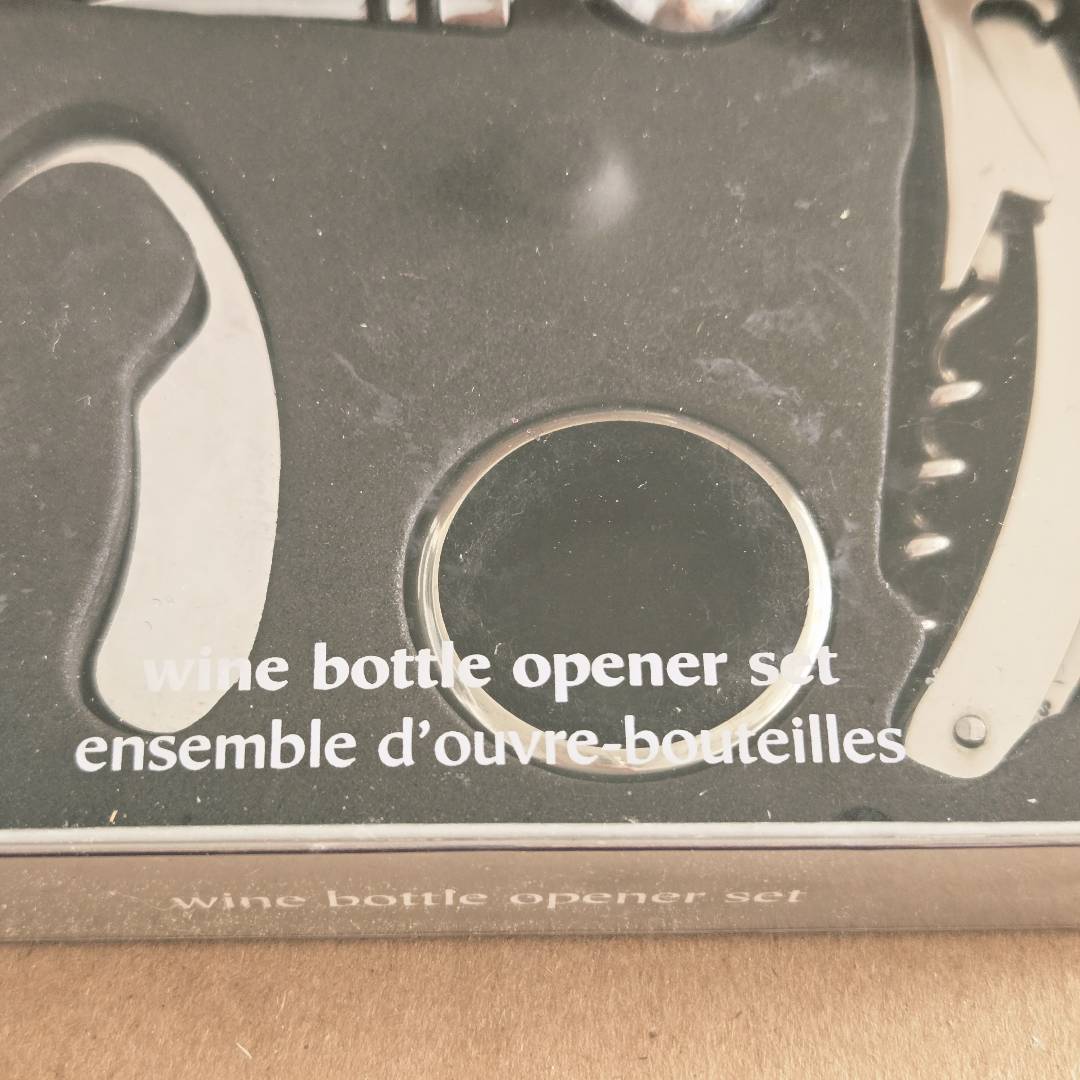 wine bottle opener set
ensemble d'ouvre-bouteilles
wine bottle opener set